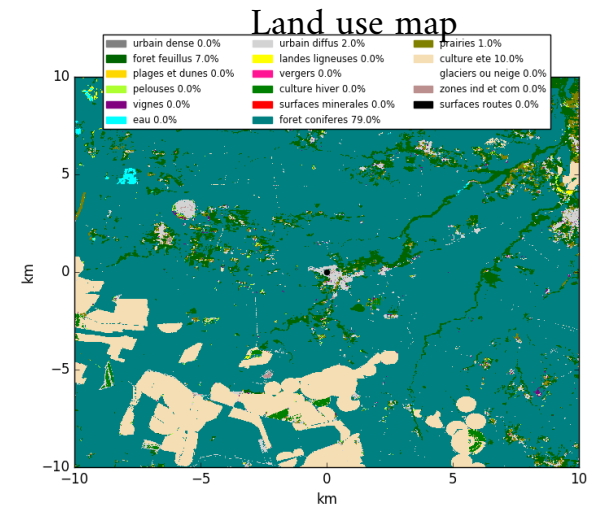 Land use map
urban dense 0.0% urbain diffus 2.0% prairies 1.0%
foret feuillus 7.0% landes ligneuses 0.0% culture ete 10.0%
plages et dunes 0.0% vergers 0.0% glaciers ou neige 0.0%
pelouses 0.0% culture hiver 0.0% zones ind et com 0.0%
vignes 0.0% surfaces minerales 0.0% surfaces routes 0.0%
eau 0.0% foret coniferes 79.0%
10
5
0
−5
−10
km
−10 −5 0 5 10
km